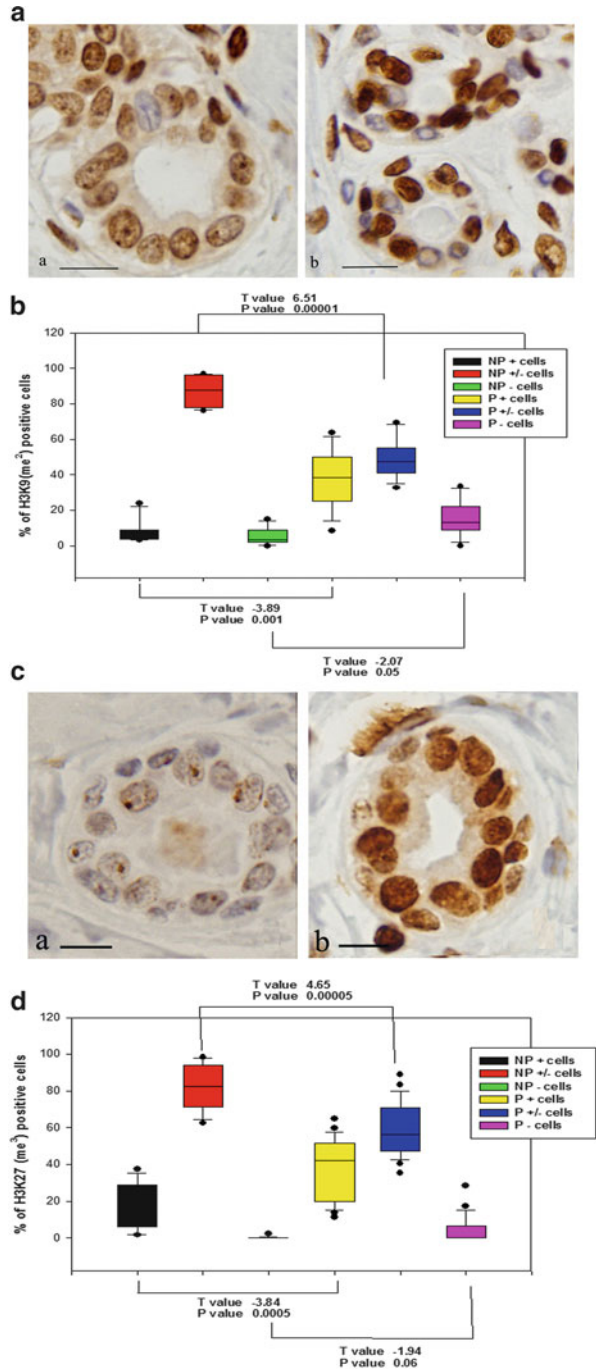 a
a
b
b
T value 6.51
P value 0.00001
120
100
80
60
40
20
0
% of H3K9(me²) positive cells
NP + cells
NP +/- cells
NP - cells
P + cells
P +/- cells
P - cells
T value -3.89
P value 0.001
T value -2.07
P value 0.05
c
a
b
d
T value 4.65
P value 0.00005
120
100
80
60
40
20
0
% of H3K27 (me³) positive cells
NP + cells
NP +/- cells
NP - cells
P + cells
P +/- cells
P - cells
T value -3.84
P value 0.0005
T value -1.94
P value 0.06